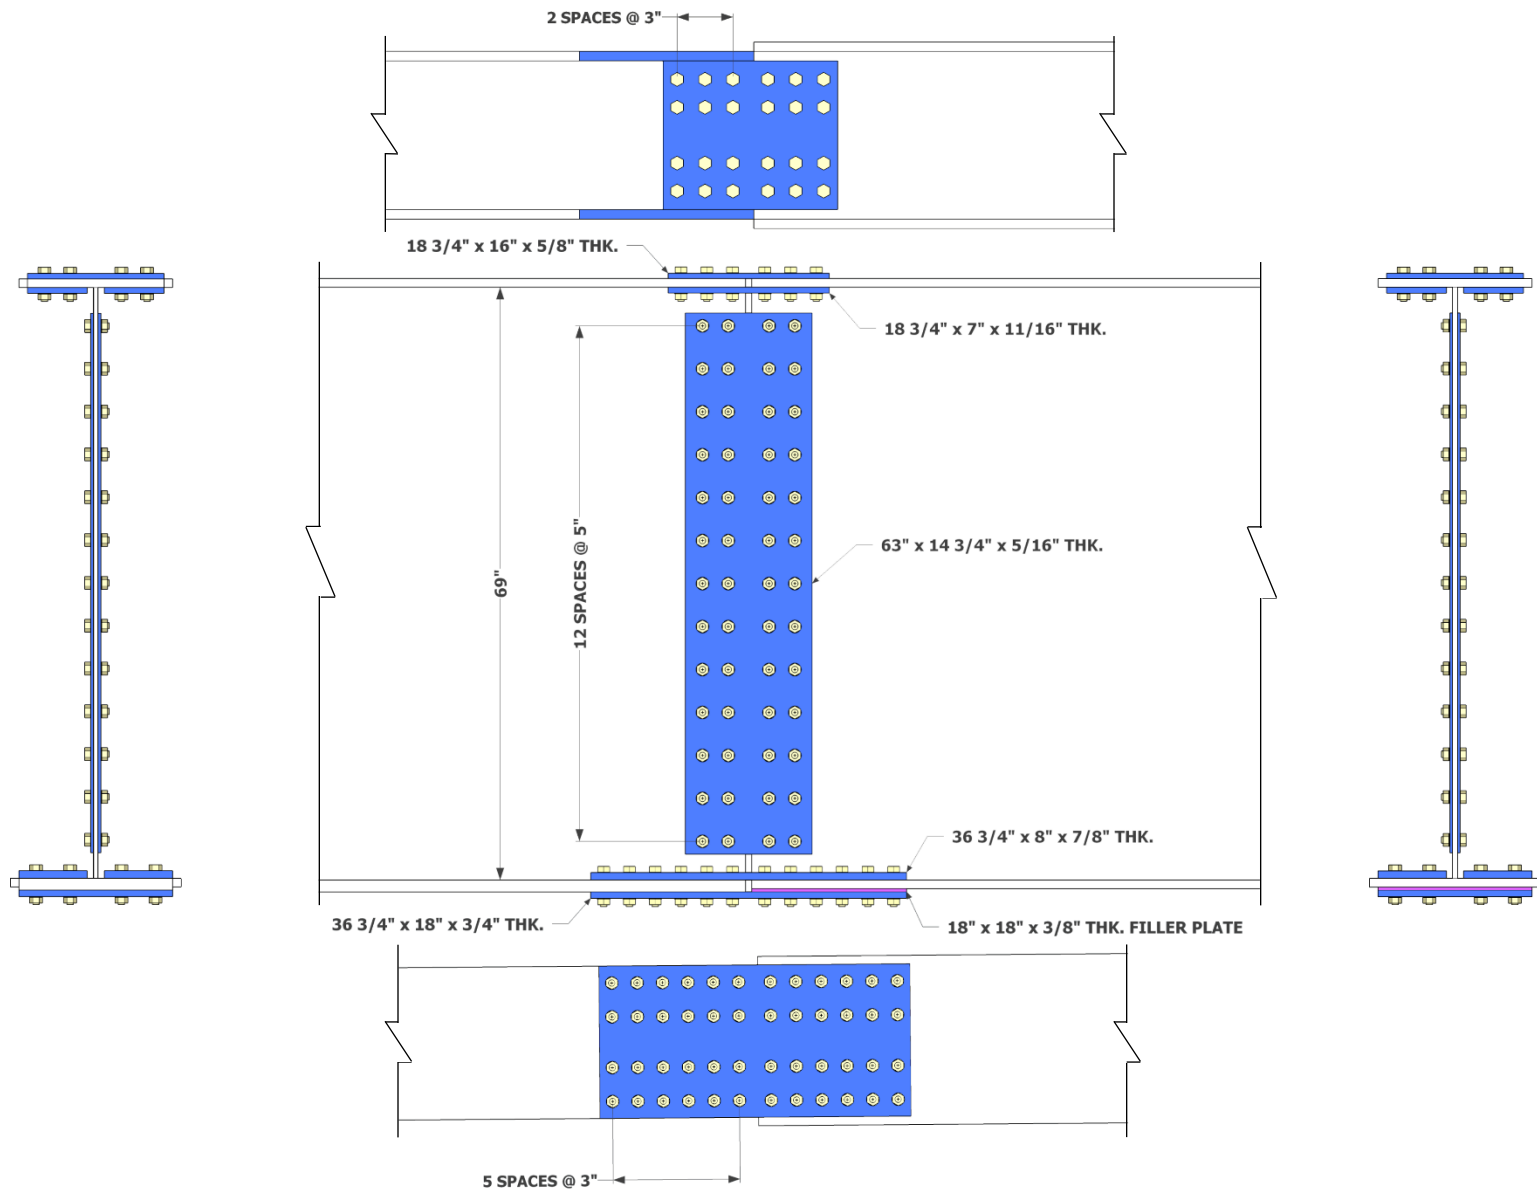 2 SPACES @ 3"
18 3/4" x 16" x 5/8" THK.
18 3/4" x 7" x 11/16" THK.
69"
12 SPACES @ 5"
63" x 14 3/4" x 5/16" THK.
36 3/4" x 8" x 7/8" THK.
36 3/4" x 18" x 3/4" THK.
18" x 18" x 3/8" THK. FILLER PLATE
5 SPACES @ 3"